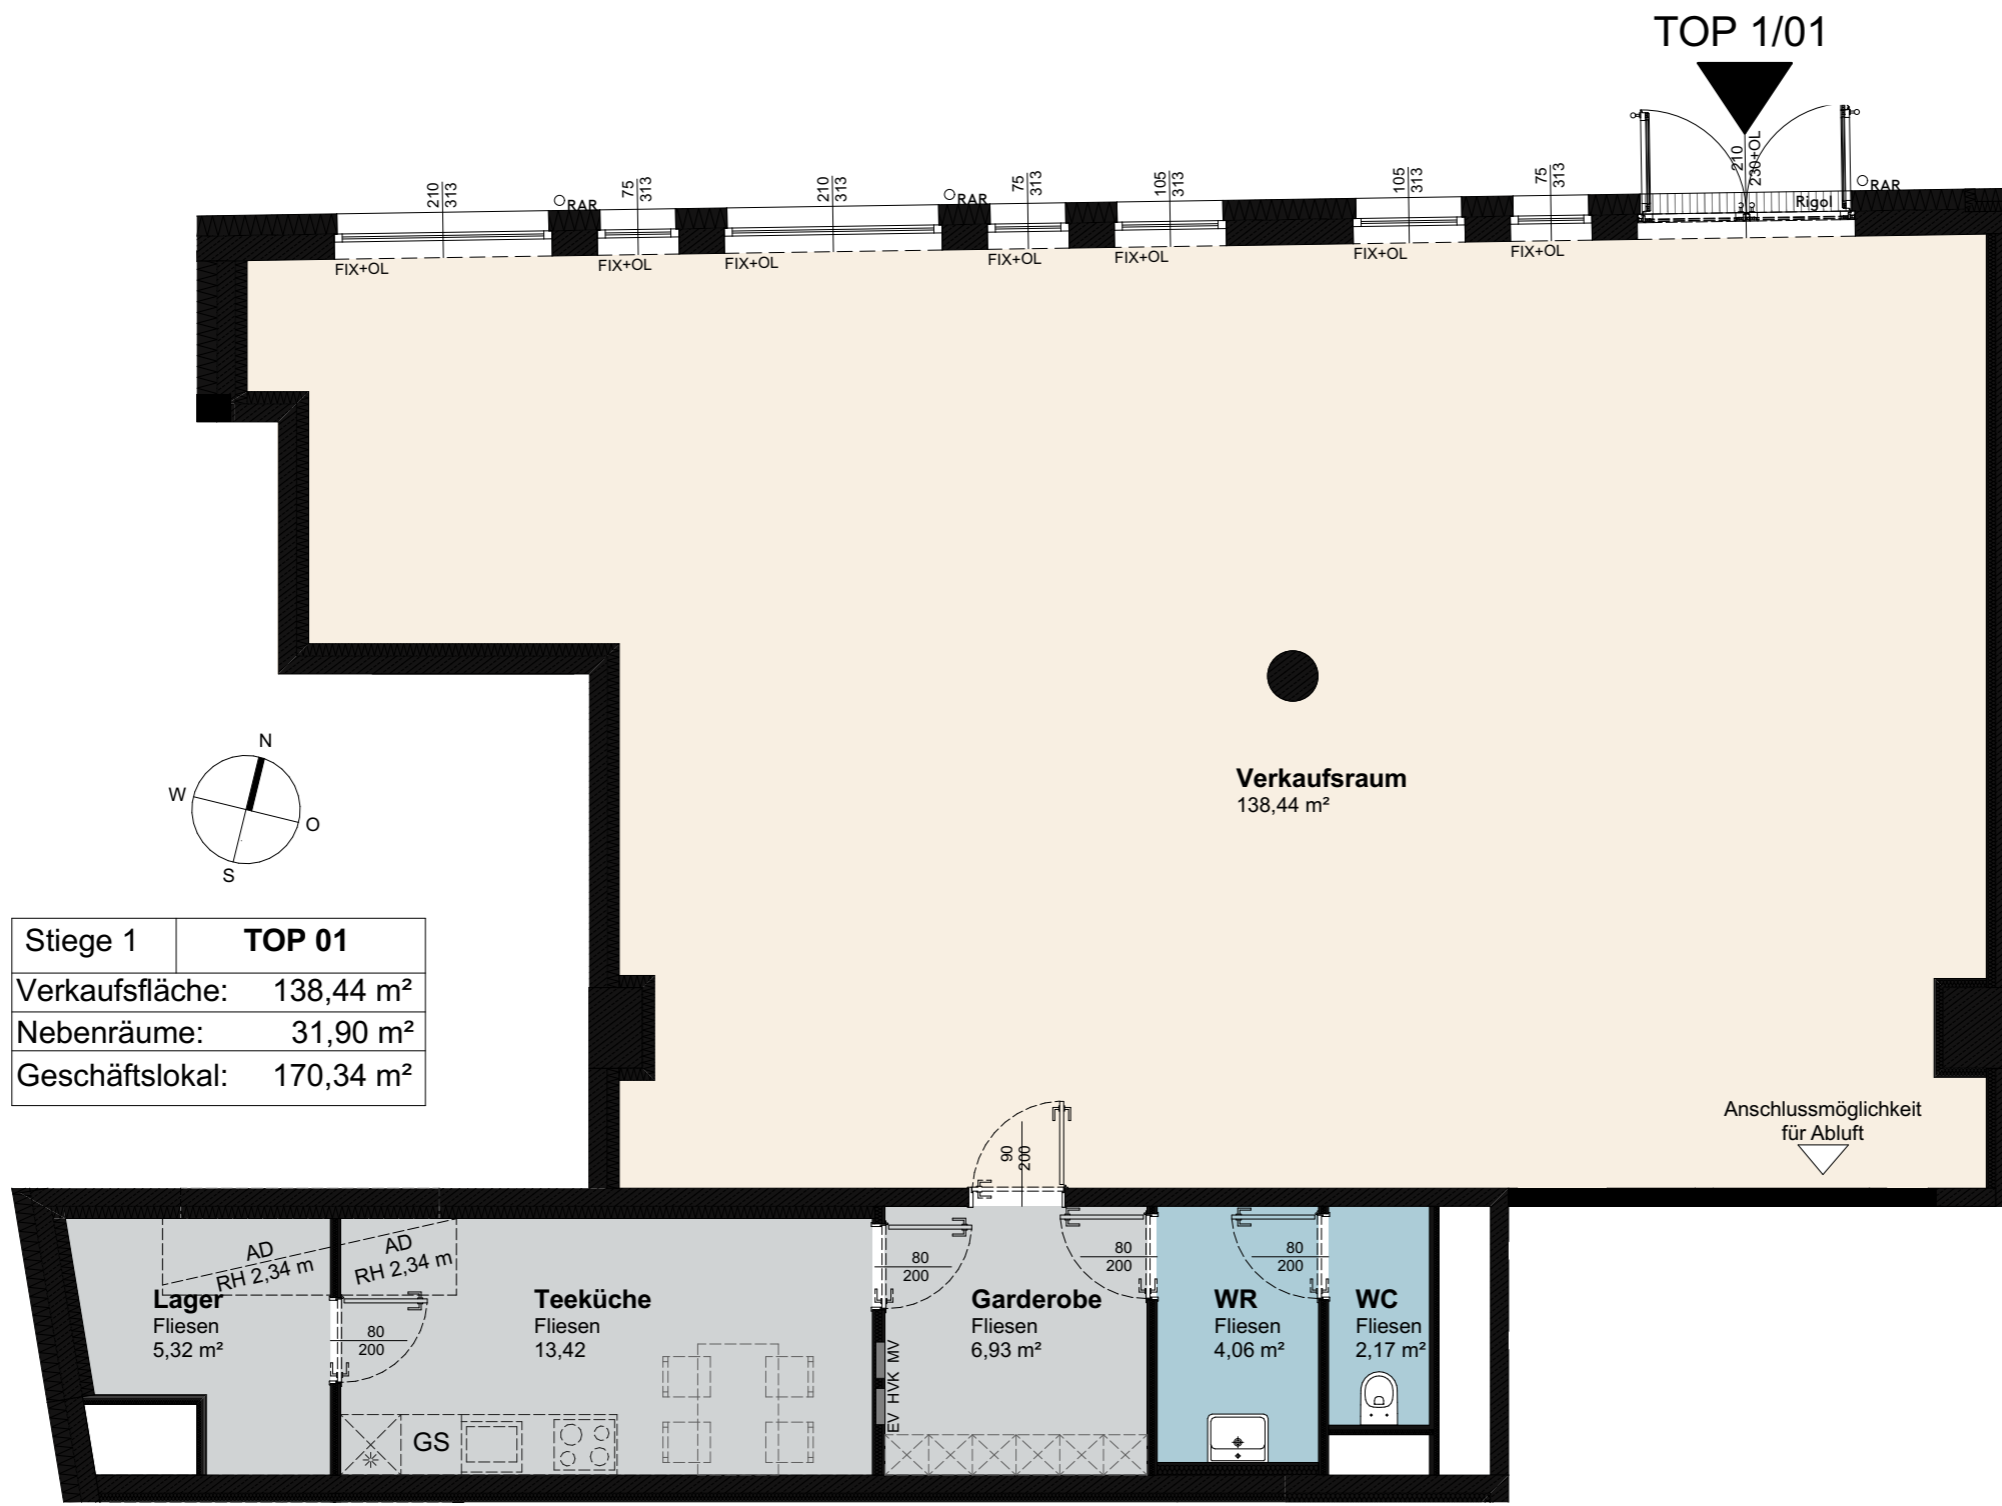 TOP 1/01
210
230+OL
210
313
RAR
75
313
210
313
RAR
75
313
105
313
105
313
75
313
RAR
Rigol
FIX+OL
FIX+OL
FIX+OL
FIX+OL
FIX+OL
FIX+OL
FIX+OL
N
W
O
S
Verkaufsraum
138,44 m²
Stiege 1 TOP 01
Verkaufsfläche: 138,44 m²
Nebenräume: 31,90 m²
Geschäftslokal: 170,34 m²
Anschlussmöglichkeit
für Abluft
90
200
AD
RH 2,34 m
AD
RH 2,34 m
80
200
80
200
80
200
Lager
Fliesen
5,32 m²
80
200
Teeküche
Fliesen
13,42
Garderobe
Fliesen
6,93 m²
WR
Fliesen
4,06 m²
WC
Fliesen
2,17 m²
EV HVK MV
GS